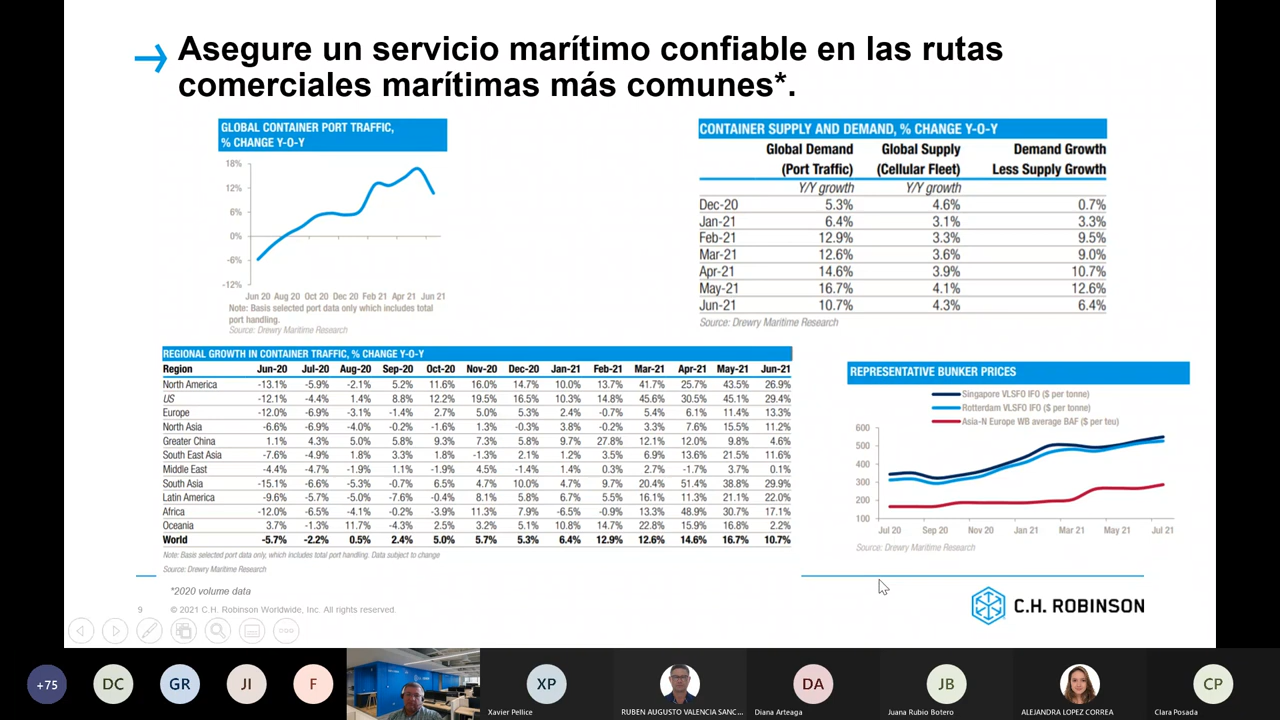 Asegure un servicio marítimo confiable en las rutas
comerciales marítimas más comunes*.
GLOBAL CONTAINER PORT TRAFFIC,
% CHANGE Y-O-Y
18%
12%
6%
0%
-6%
-12%
Jun 20 Aug 20 Oct 20 Dec 20 Feb 21 Apr 21 Jun 21
Note: Basis selected port data only which includes total
port handling.
Source: Drewry Maritime Research
CONTAINER SUPPLY AND DEMAND, % CHANGE Y-O-Y
Global Demand Global Supply Demand Growth
(Port Traffic) (Cellular Fleet) Less Supply Growth
Y/Y growth Y/Y growth
Dec-20 5.3% 4.6% 0.7%
Jan-21 6.4% 3.1% 3.3%
Feb-21 12.9% 3.3% 9.5%
Mar-21 12.6% 3.6% 9.0%
Apr-21 14.6% 3.9% 10.7%
May-21 16.7% 4.1% 12.6%
Jun-21 10.7% 4.3% 6.4%
Source: Drewry Maritime Research
REGIONAL GROWTH IN CONTAINER TRAFFIC, % CHANGE Y-O-Y
Region Jun-20 Jul-20 Aug-20 Sep-20 Oct-20 Nov-20 Dec-20 Jan-21 Feb-21 Mar-21 Apr-21 May-21 Jun-21
North America -13.1% -5.9% -2.1% 5.2% 11.6% 16.0% 14.7% 10.0% 13.7% 41.7% 25.7% 43.5% 26.9%
US -12.1% -4.4% 1.4% 8.8% 12.2% 19.5% 16.5% 10.3% 14.8% 45.6% 30.5% 45.1% 29.4%
Europe -12.0% -6.9% -3.1% -1.4% 2.7% 5.0% 5.3% 2.4% -0.7% 5.4% 6.1% 11.4% 13.3%
North Asia -6.6% -6.9% -4.0% -0.2% -1.6% 1.3% -0.3% 3.8% -0.2% 3.3% 7.6% 15.5% 11.2%
Greater China 1.1% 4.3% 5.0% 5.8% 9.3% 7.3% 5.8% 9.7% 27.8% 12.1% 12.0% 9.8% 4.6%
South East Asia -7.6% -4.9% 1.8% 3.3% 1.8% -1.3% 2.1% 1.2% 3.5% 6.9% 13.6% 21.5% 11.6%
Middle East -4.4% -4.7% -1.9% 1.1% -1.9% 4.5% -1.4% 1.4% 0.3% 2.7% -1.7% 3.7% 0.1%
South Asia -15.1% -6.6% -5.3% -0.7% 6.5% 4.7% 10.0% 4.7% 9.7% 20.4% 51.4% 38.8% 29.9%
Latin America -9.6% -5.7% -5.0% -7.6% -0.4% 8.1% 5.8% 6.7% 5.5% 16.1% 11.3% 21.1% 22.0%
Africa -12.0% -6.5% -4.1% -0.2% -3.9% 11.3% 7.9% -6.5% -0.9% 13.3% 48.9% 30.7% 17.1%
Oceania 3.7% -1.3% 11.7% -4.3% 2.5% 3.2% 5.1% 10.8% 14.7% 22.8% 15.9% 16.8% 2.2%
World -5.7% -2.2% 0.5% 2.4% 5.0% 5.7% 5.3% 6.4% 12.9% 12.6% 14.6% 16.7% 10.7%
Note: Basis selected port data only, which includes total port handling. Data subject to change
Source: Drewry Maritime Research
REPRESENTATIVE BUNKER PRICES
Singapore VLSFO IFO ($ per tonne)
Rotterdam VLSFO IFO ($ per tonne)
Asia-N Europe WB average BAF ($ per teu)
600
500
400
300
200
100
Jul 20 Sep 20 Nov 20 Jan 21 Mar 21 May 21 Jul 21
Source: Drewry Maritime Research
*2020 volume data
9 © 2021 C.H. Robinson Worldwide, Inc. All rights reserved
C.H. ROBINSON
+75 DC GR JI F XP DA JB CP
Xavier Pellice RUBEN AUGUSTO VALENCIA SANC... Diana Arteaga Juana Rubio Botero ALEJANDRA LOPEZ CORREA Clara Posada